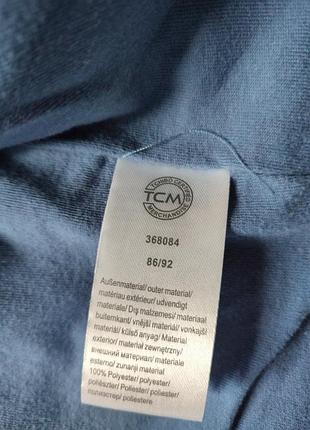 TCHIBO CERTIFIED
TCM
MERCHANDISE
368084
86/92
Außenmaterial/ outer material/
matériau extérieur/ udvendigt
materiale/ Dış malzemesi/ materiaal
buitenkant/ vnější materiál/ vonkajší
materiál/ külső anyag/ Material
exterior/ materiał zewnętrzny/
внешний материал/ materiale
esterno/ zunanji material
100% Polyester/ polyester/
poliészter/ Poliester/ poliester/
полиэстер/ poliestere